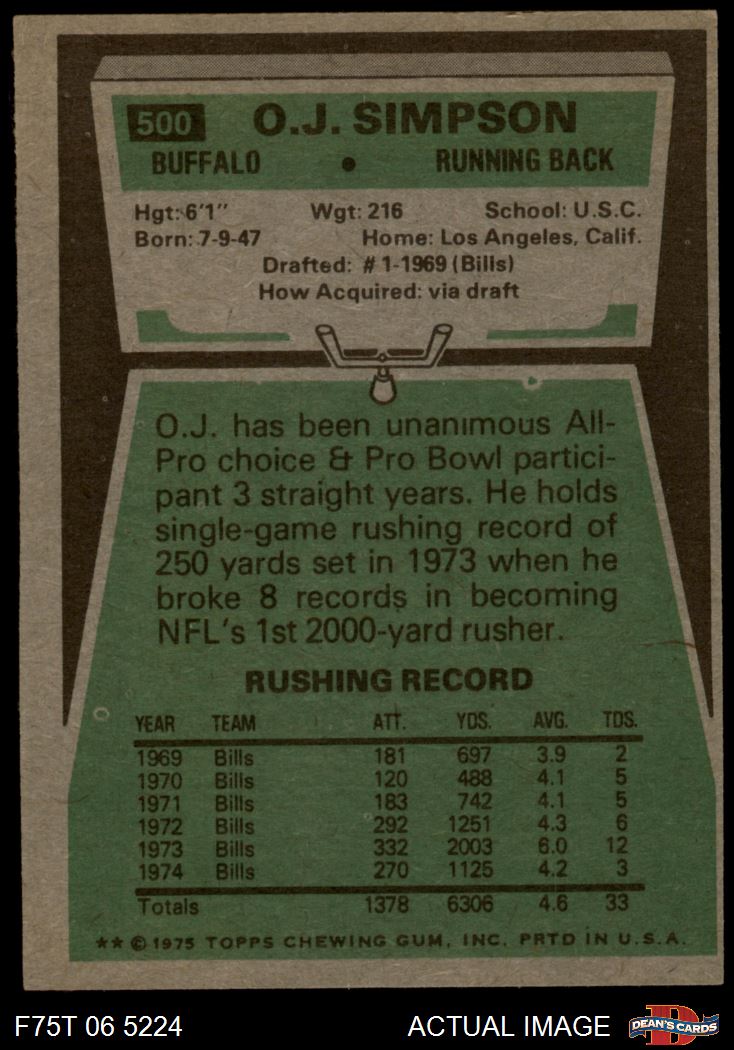 500 O.J. SIMPSON
BUFFALO • RUNNING BACK
Hgt: 6'1" Wgt: 216 School: U.S.C.
Born: 7-9-47 Home: Los Angeles, Calif.
Drafted: #1-1969 (Bills)
How Acquired: via draft
O.J. has been unanimous All-
Pro choice & Pro Bowl partici-
pant 3 straight years. He holds
single-game rushing record of
250 yards set in 1973 when he
broke 8 records in becoming
NFL's 1st 2000-yard rusher.
RUSHING RECORD
YEAR TEAM ATT. YDS. AVG. TDS.
1969 Bills 181 697 3.9 2
1970 Bills 120 488 4.1 5
1971 Bills 183 742 4.1 5
1972 Bills 292 1251 4.3 6
1973 Bills 332 2003 6.0 12
1974 Bills 270 1125 4.2 3
Totals 1378 6306 4.6 33
** © 1975 TOPPS CHEWING GUM, INC. PRTD IN U.S.A.
F75T 06 5224 ACTUAL IMAGE D DEAN'S CARDS